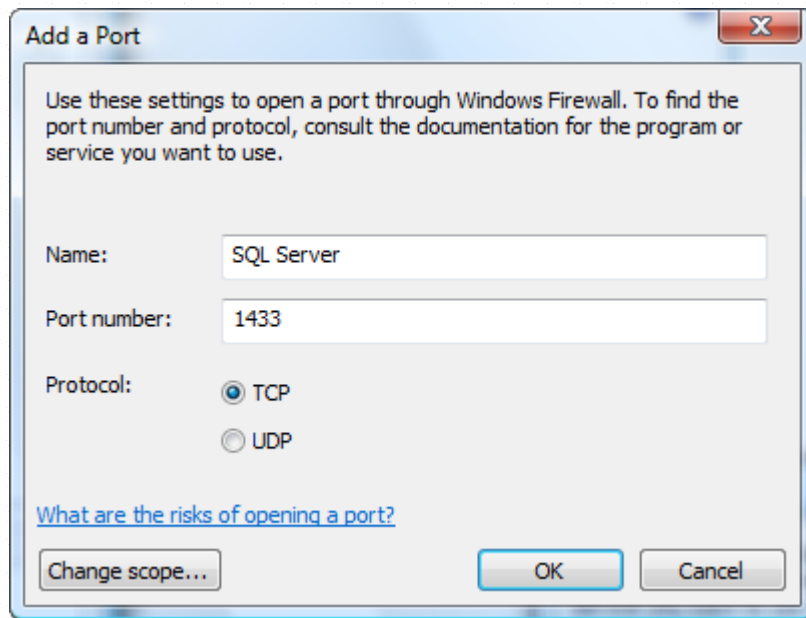 Add a Port
Use these settings to open a port through Windows Firewall. To find the
port number and protocol, consult the documentation for the program or
service you want to use.
Name: SQL Server
Port number: 1433
Protocol: TCP
UDP
What are the risks of opening a port?
Change scope... OK Cancel